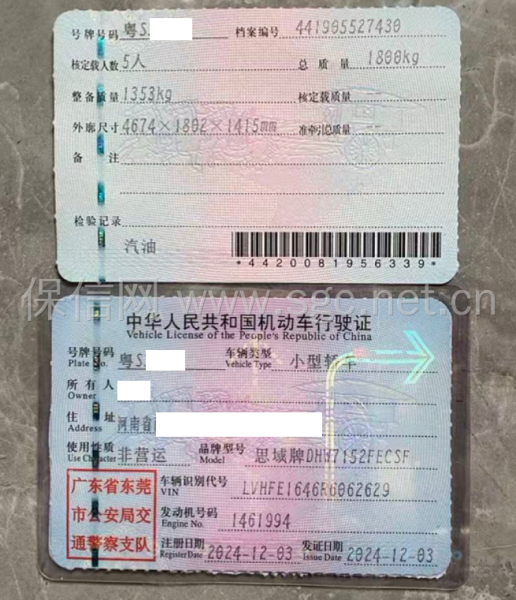 号牌号码 粤S 档案编号 441905527430
核定载人数 5人 总质量 1800kg
整备质量 1353kg 核定载质量 --
外廓尺寸 4674×1802×1415mm 准牵引总质量 --
备注
检验记录
汽油
*4420081956339*
保信网 www.sgc.net.cn
中华人民共和国机动车行驶证
Vehicle License of the People's Republic of China
号牌号码 粤S 车辆类型 小型轿车
Plate No. Vehicle Type
所有人
Owner
住址 河南省
Address
使用性质 非营运 品牌型号 思域牌DHW7152FECSF
Use Character Model
广东省东莞
市公安局交
通警察支队
车辆识别代号 LVHFE1646R6062629
VIN
发动机号码 1461994
Engine No.
注册日期 2024-12-03 发证日期 2024-12-03
Register Date Issue Date